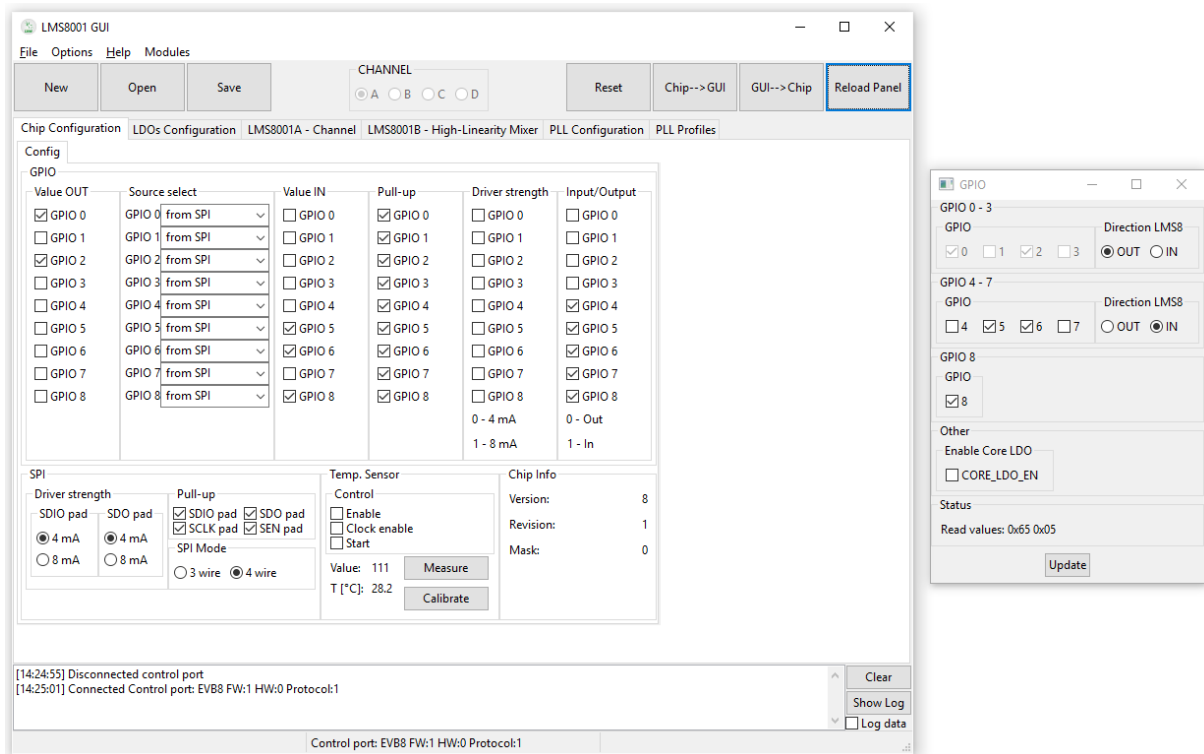 LMS8001 GUI
File Options Help Modules
New Open Save CHANNEL A B C D Reset Chip-->GUI GUI-->Chip Reload Panel
Chip Configuration LDOs Configuration LMS8001A - Channel LMS8001B - High-Linearity Mixer PLL Configuration PLL Profiles
Config
GPIO
Value OUT Source select Value IN Pull-up Driver strength Input/Output
GPIO 0 GPIO 0 from SPI GPIO 0 GPIO 0 GPIO 0 GPIO 0
GPIO 1 GPIO 1 from SPI GPIO 1 GPIO 1 GPIO 1 GPIO 1
GPIO 2 GPIO 2 from SPI GPIO 2 GPIO 2 GPIO 2 GPIO 2
GPIO 3 GPIO 3 from SPI GPIO 3 GPIO 3 GPIO 3 GPIO 3
GPIO 4 GPIO 4 from SPI GPIO 4 GPIO 4 GPIO 4 GPIO 4
GPIO 5 GPIO 5 from SPI GPIO 5 GPIO 5 GPIO 5 GPIO 5
GPIO 6 GPIO 6 from SPI GPIO 6 GPIO 6 GPIO 6 GPIO 6
GPIO 7 GPIO 7 from SPI GPIO 7 GPIO 7 GPIO 7 GPIO 7
GPIO 8 GPIO 8 from SPI GPIO 8 GPIO 8 GPIO 8 GPIO 8
0 - 4 mA 0 - Out
1 - 8 mA 1 - In
SPI
Driver strength
SDIO pad SDO pad
4 mA 4 mA
8 mA 8 mA
Pull-up
SDIO pad SDO pad
SCLK pad SEN pad
SPI Mode
3 wire 4 wire
Temp. Sensor
Control
Enable
Clock enable
Start
Value: 111 Measure
T [°C]: 28.2 Calibrate
Chip Info
Version: 8
Revision: 1
Mask: 0
[14:24:55] Disconnected control port
[14:25:01] Connected Control port: EVB8 FW:1 HW:0 Protocol:1
Clear
Show Log
Log data
Control port: EVB8 FW:1 HW:0 Protocol:1
GPIO
GPIO 0 - 3
GPIO Direction LMS8
0 1 2 3 OUT IN
GPIO 4 - 7
GPIO Direction LMS8
4 5 6 7 OUT IN
GPIO 8
GPIO
8
Other
Enable Core LDO
CORE_LDO_EN
Status
Read values: 0x65 0x05
Update